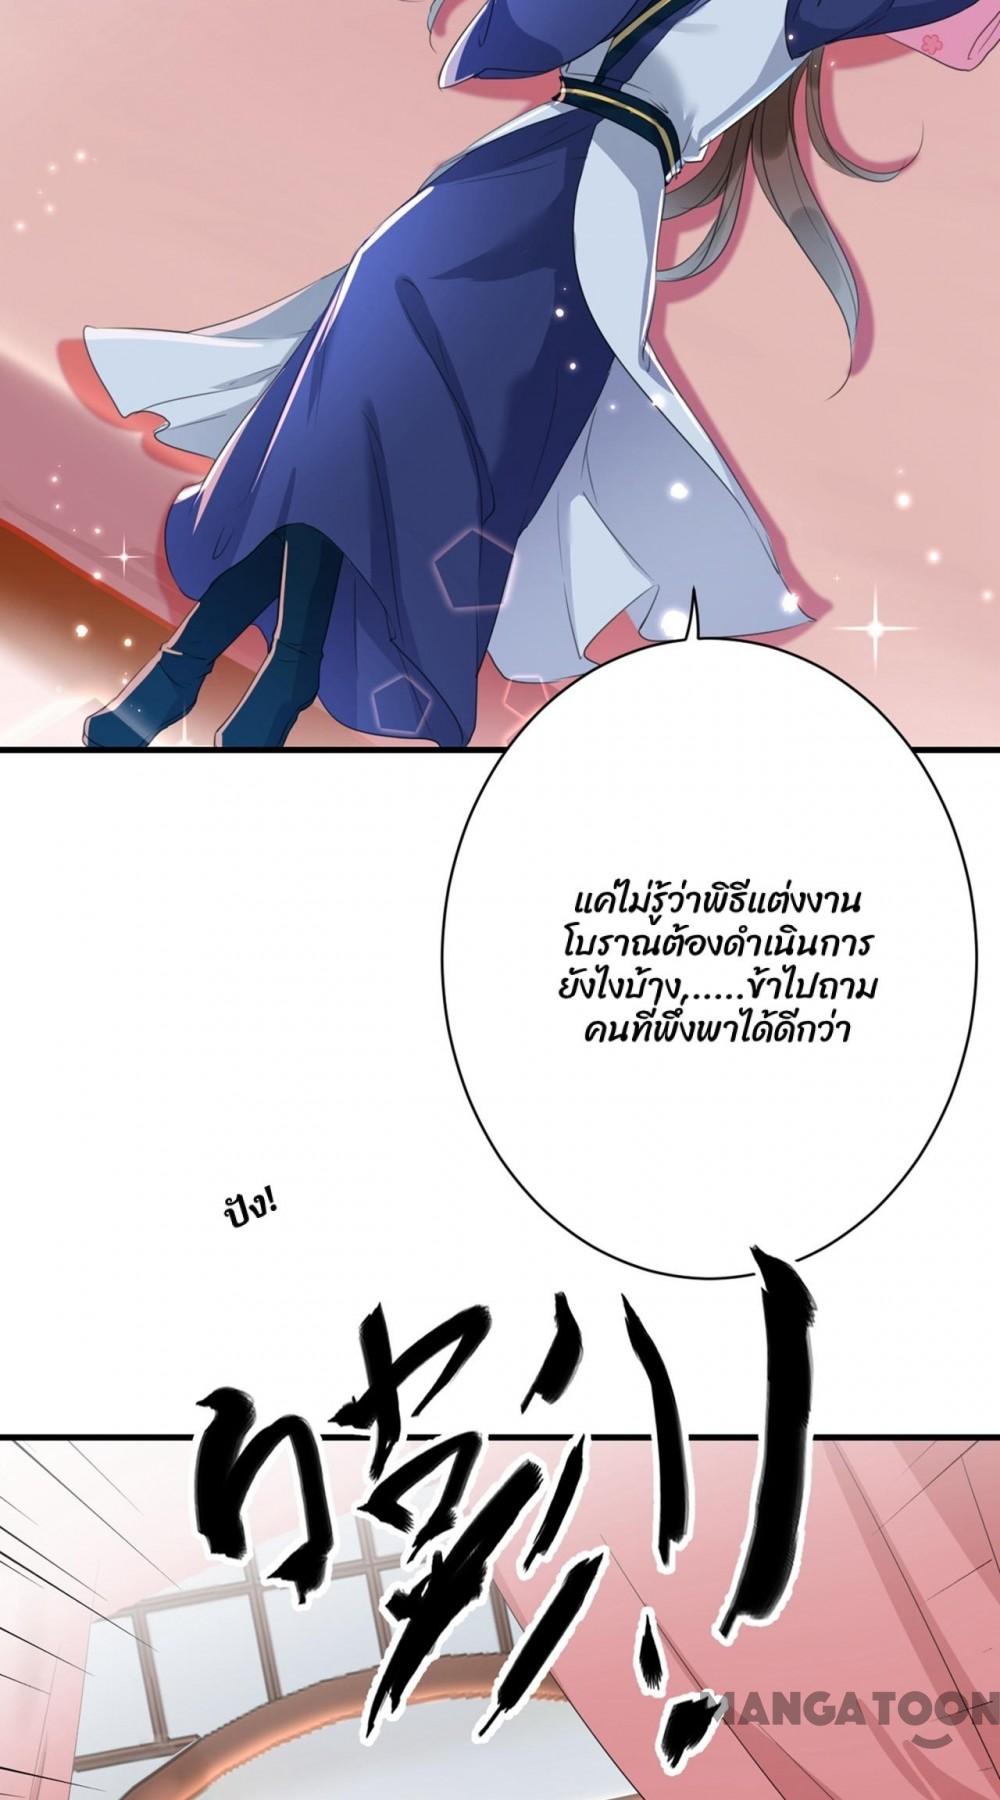 แค่ไม่รู้ว่าพิธีแต่งงาน
โบราณต้องดำเนินการ
ยังไงบ้าง,......ข้าไปถาม
คนที่พึ่งพาได้ดีกว่า
ปัง!
MANGATOON